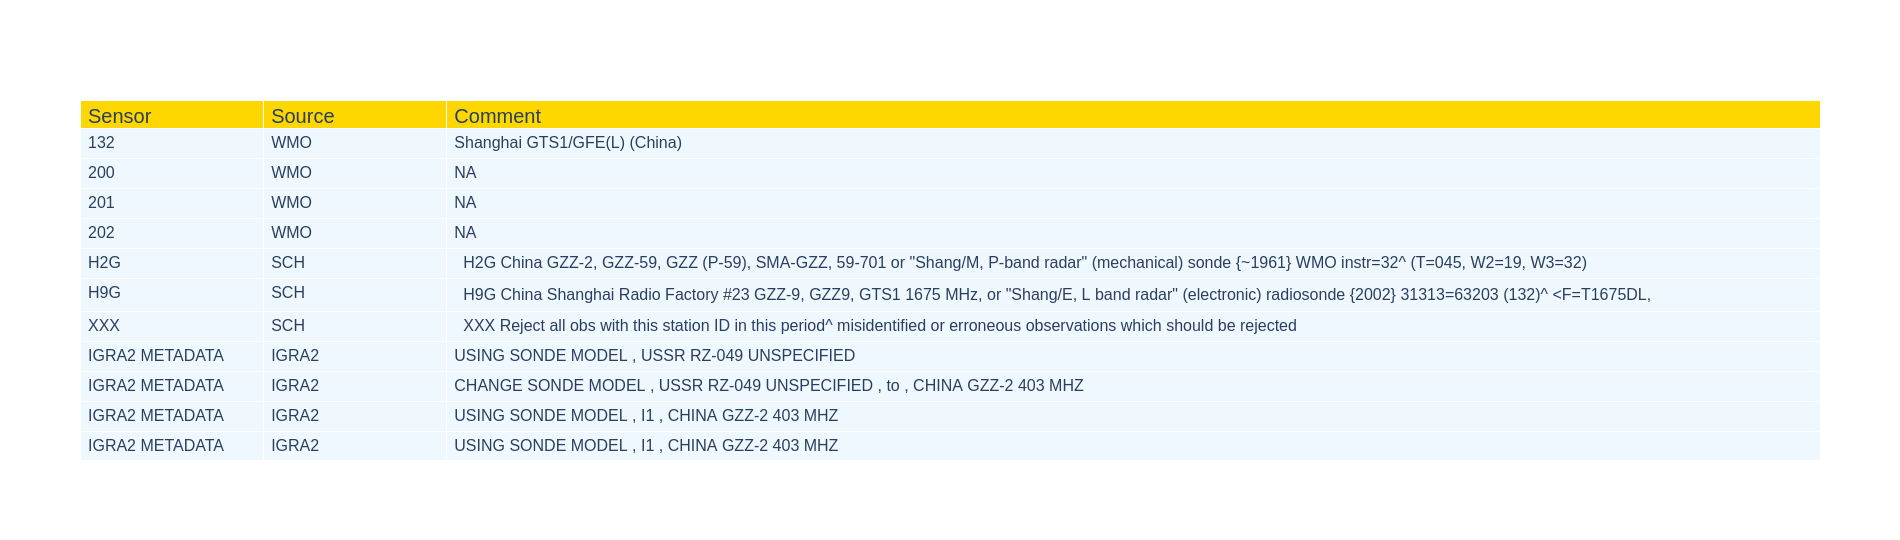 Sensor Source Comment
132 WMO Shanghai GTS1/GFE(L) (China)
200 WMO NA
201 WMO NA
202 WMO NA
H2G SCH H2G China GZZ-2, GZZ-59, GZZ (P-59), SMA-GZZ, 59-701 or "Shang/M, P-band radar" (mechanical) sonde {~1961} WMO instr=32^ (T=045, W2=19, W3=32)
H9G SCH H9G China Shanghai Radio Factory #23 GZZ-9, GZZ9, GTS1 1675 MHz, or "Shang/E, L band radar" (electronic) radiosonde {2002} 31313=63203 (132)^ <F=T1675DL,
XXX SCH XXX Reject all obs with this station ID in this period^ misidentified or erroneous observations which should be rejected
IGRA2 METADATA IGRA2 USING SONDE MODEL , USSR RZ-049 UNSPECIFIED
IGRA2 METADATA IGRA2 CHANGE SONDE MODEL , USSR RZ-049 UNSPECIFIED , to , CHINA GZZ-2 403 MHZ
IGRA2 METADATA IGRA2 USING SONDE MODEL , I1 , CHINA GZZ-2 403 MHZ
IGRA2 METADATA IGRA2 USING SONDE MODEL , I1 , CHINA GZZ-2 403 MHZ